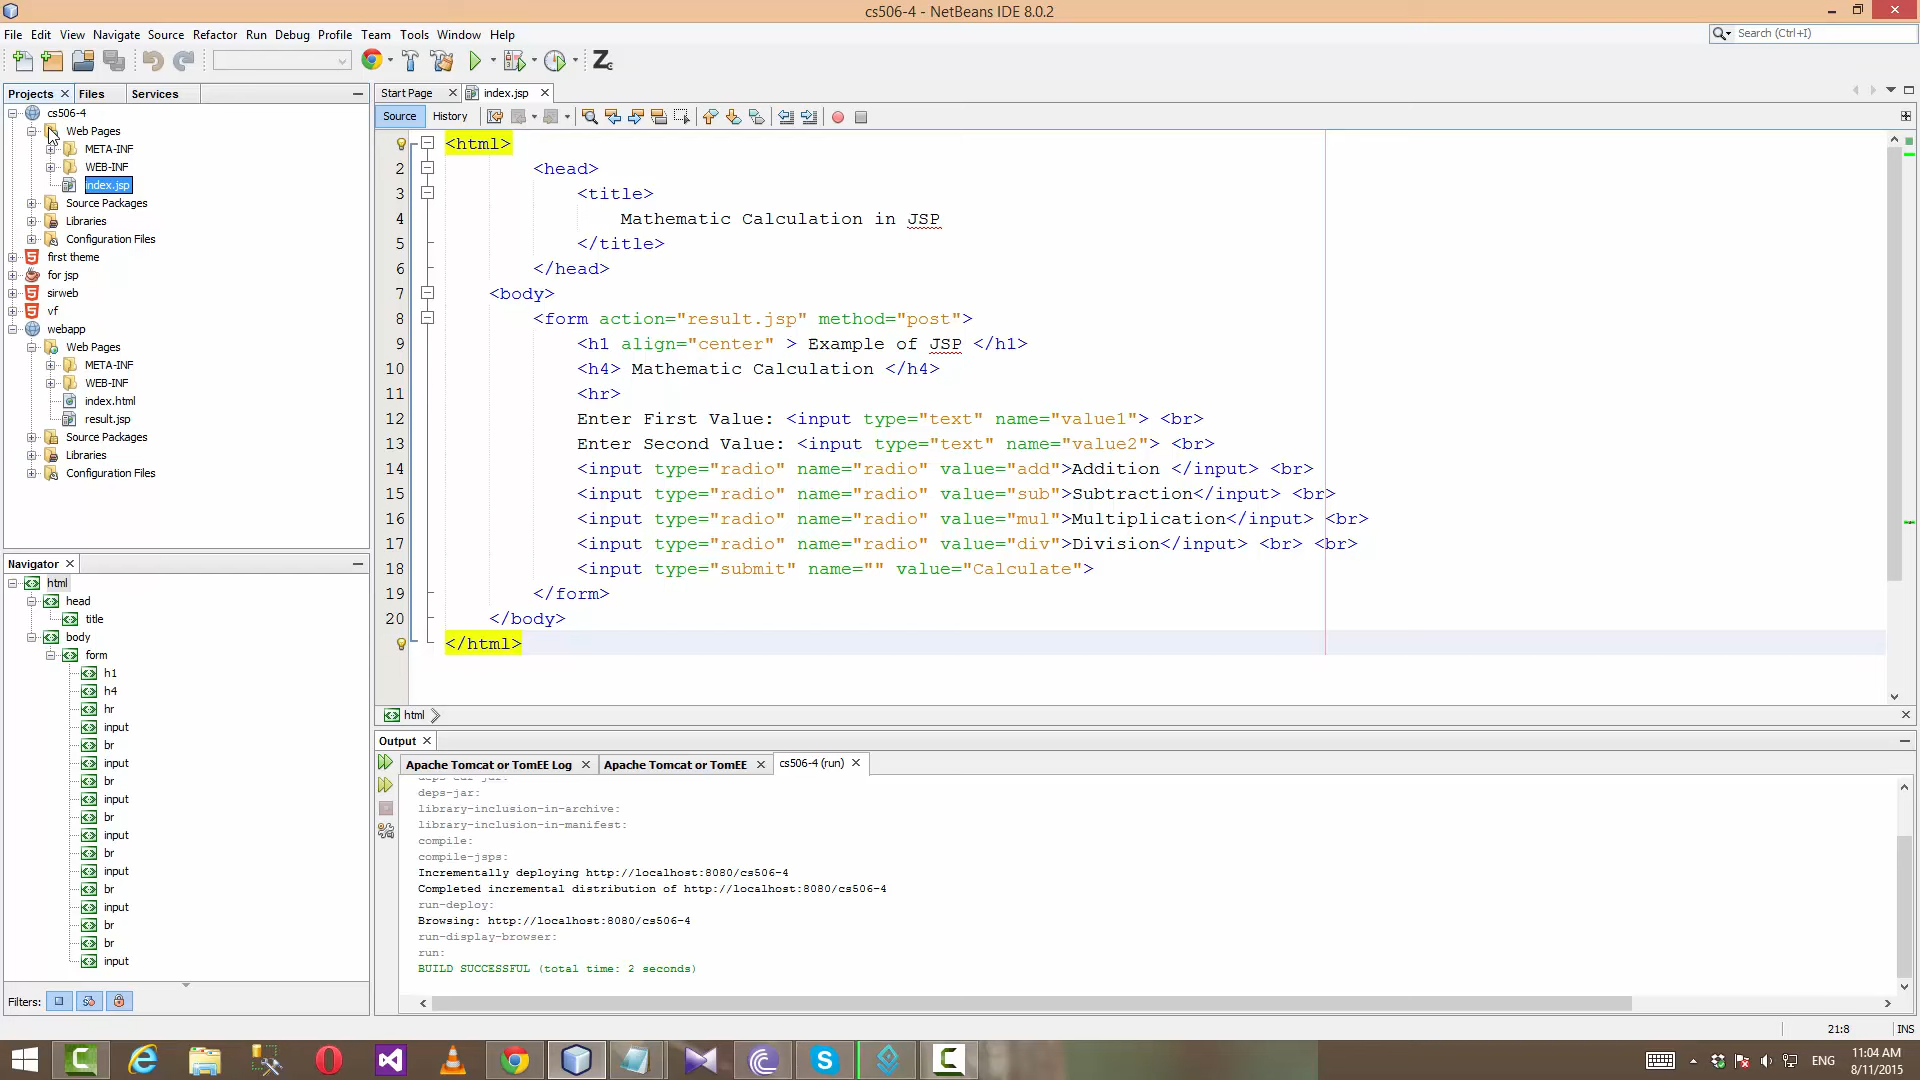 cs506-4 - NetBeans IDE 8.0.2
File Edit View Navigate Source Refactor Run Debug Profile Team Tools Window Help
Search (Ctrl+I)
Projects Files Services
cs506-4
Web Pages
META-INF
WEB-INF
index.jsp
Source Packages
Libraries
Configuration Files
first theme
for jsp
sirweb
vf
webapp
Web Pages
META-INF
WEB-INF
index.html
result.jsp
Source Packages
Libraries
Configuration Files
Navigator
html
head
title
body
form
h1
h4
hr
input
br
input
br
input
br
input
br
input
br
input
br
br
input
Filters:
Start Page index.jsp
Source History
<html>
2 <head>
3 <title>
4 Mathematic Calculation in JSP
5 </title>
6 </head>
7 <body>
8 <form action="result.jsp" method="post">
9 <h1 align="center" > Example of JSP </h1>
10 <h4> Mathematic Calculation </h4>
11 <hr>
12 Enter First Value: <input type="text" name="value1"> <br>
13 Enter Second Value: <input type="text" name="value2"> <br>
14 <input type="radio" name="radio" value="add">Addition </input> <br>
15 <input type="radio" name="radio" value="sub">Subtraction</input> <br>
16 <input type="radio" name="radio" value="mul">Multiplication</input> <br>
17 <input type="radio" name="radio" value="div">Division</input> <br> <br>
18 <input type="submit" name="" value="Calculate">
19 </form>
20 </body>
</html>
html
Output
Apache Tomcat or TomEE Log Apache Tomcat or TomEE cs506-4 (run)
deps-jar:
library-inclusion-in-archive:
library-inclusion-in-manifest:
compile:
compile-jsps:
Incrementally deploying http://localhost:8080/cs506-4
Completed incremental distribution of http://localhost:8080/cs506-4
run-deploy:
Browsing: http://localhost:8080/cs506-4
run-display-browser:
run:
BUILD SUCCESSFUL (total time: 2 seconds)
21:8 INS
ENG
11:04 AM
8/11/2015